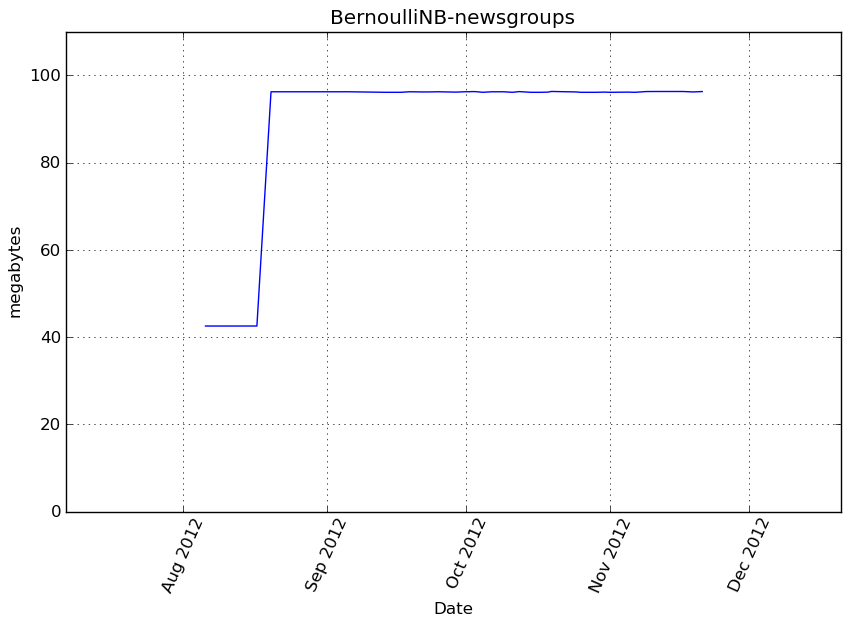 BernoulliNB-newsgroups
megabytes
100
80
60
40
20
0
Aug 2012
Sep 2012
Oct 2012
Nov 2012
Dec 2012
Date